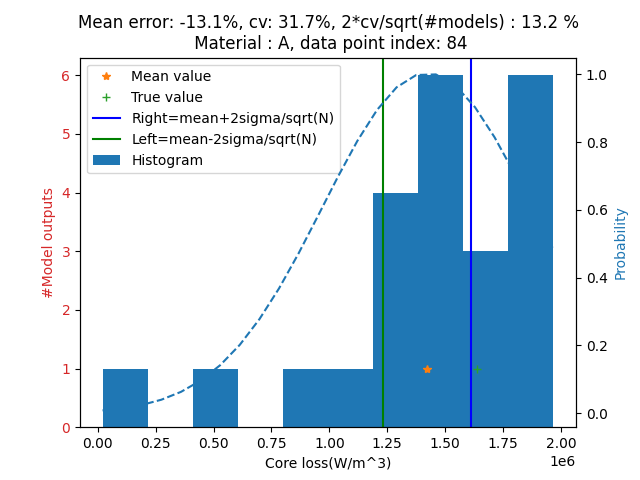 Mean error: -13.1%, cv: 31.7%, 2*cv/sqrt(#models) : 13.2 %
Material : A, data point index: 84
Mean value
True value
Right=mean+2sigma/sqrt(N)
Left=mean-2sigma/sqrt(N)
Histogram
#Model outputs
6
5
4
3
2
1
0
Probability
1.0
0.8
0.6
0.4
0.2
0.0
0.00 0.25 0.50 0.75 1.00 1.25 1.50 1.75 2.00
1e6
Core loss(W/m^3)